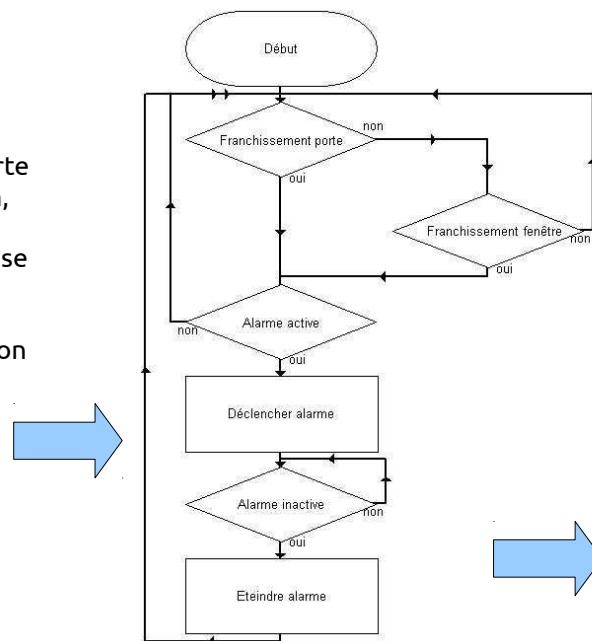 Début
Franchissement porte
non
oui
rte
,
Franchissement fenêtre
non
oui
se
Alarme active
non
oui
on
Déclencher alarme
Alarme inactive
non
oui
Eteindre alarme